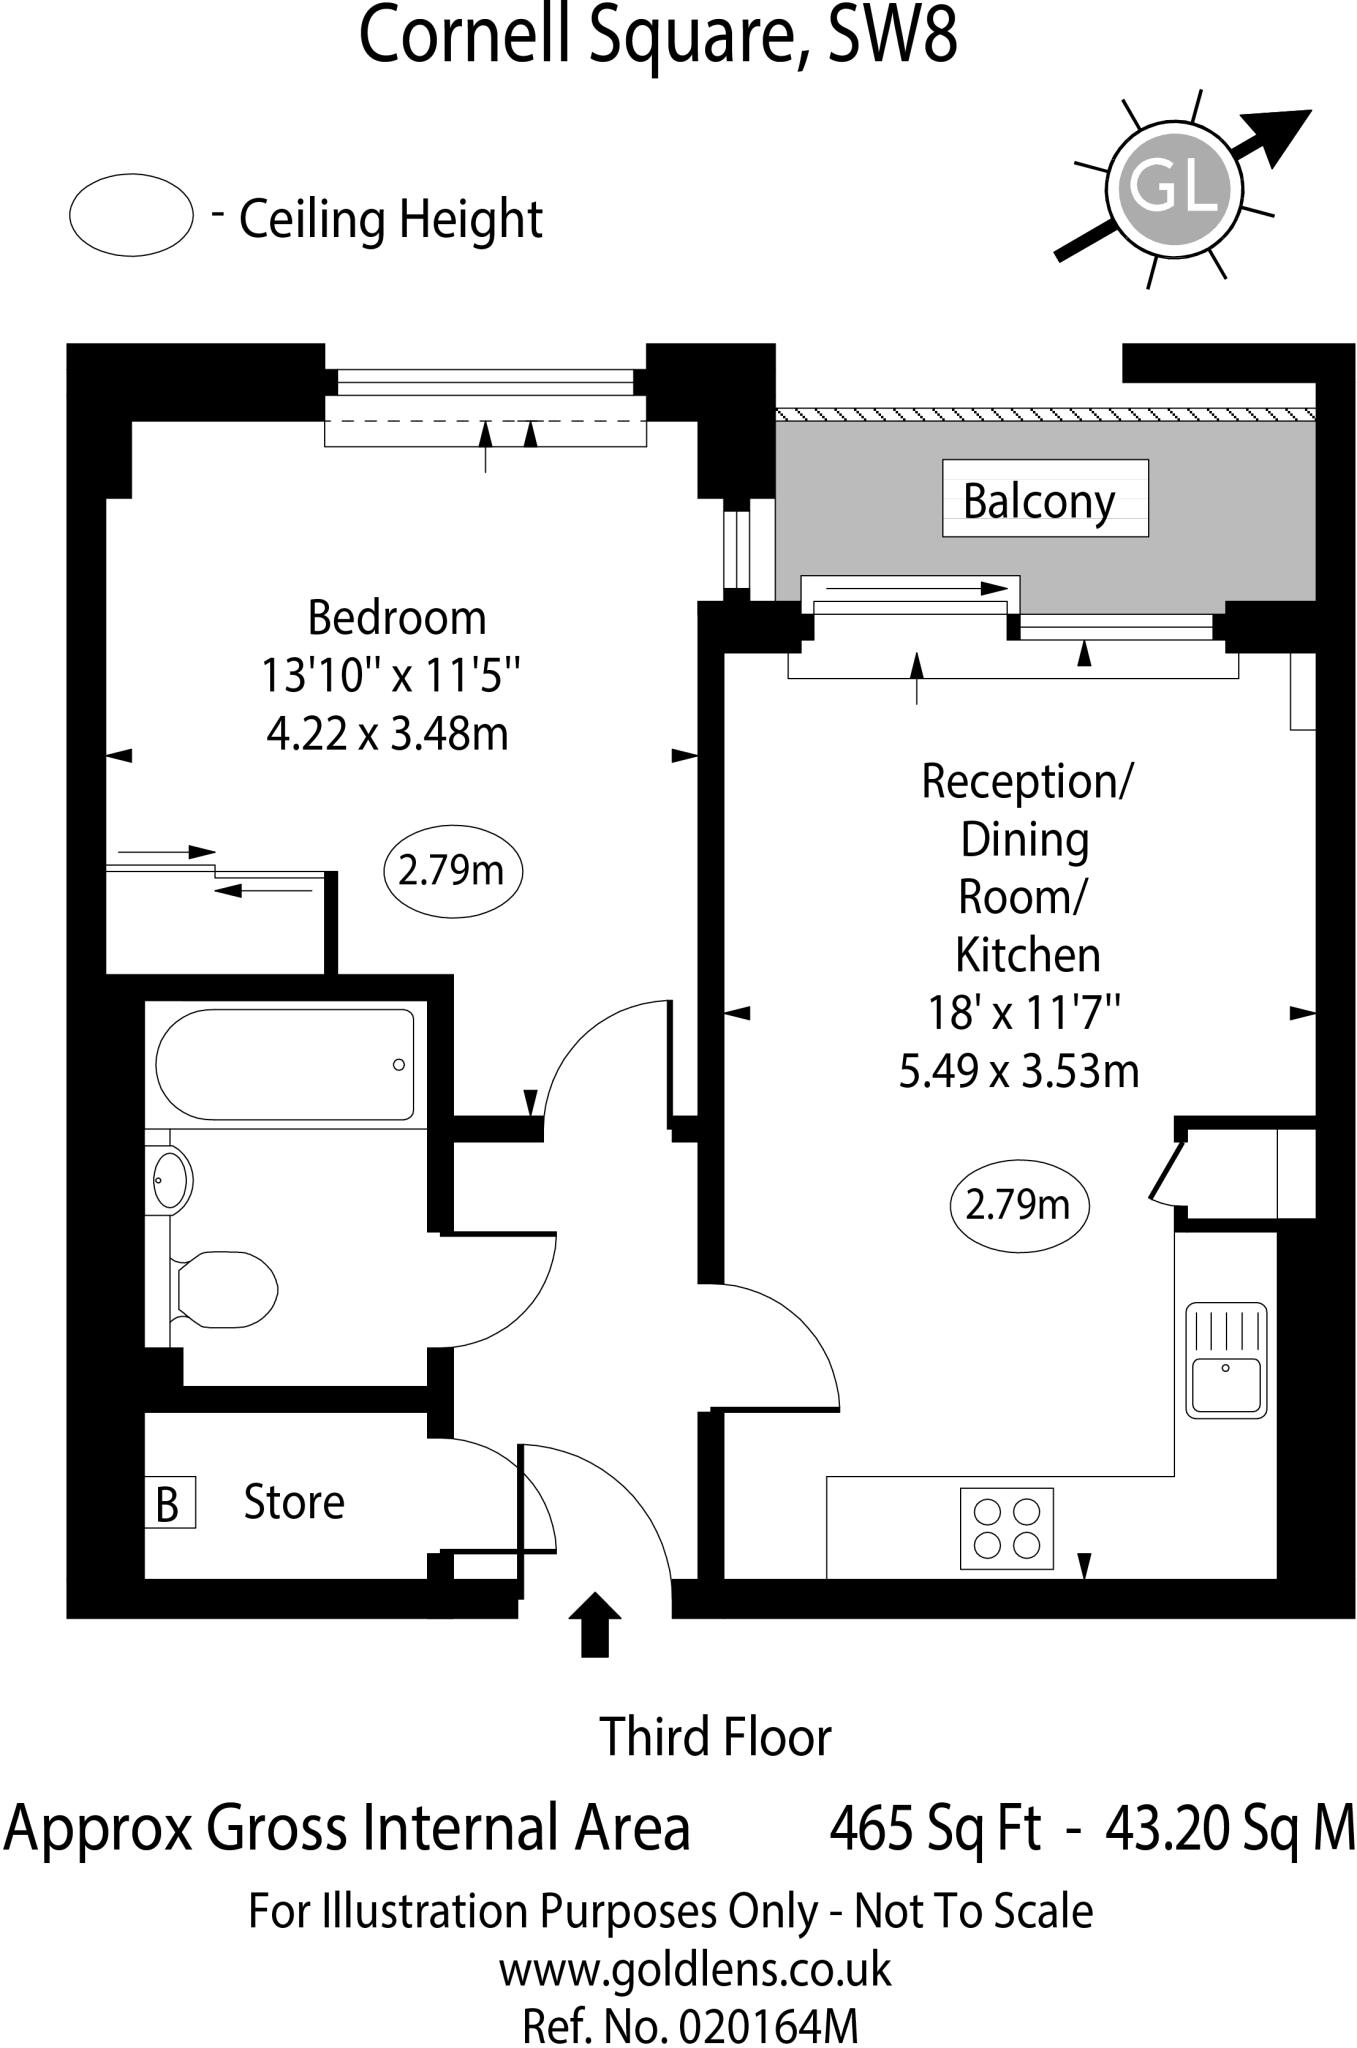 Cornell Square, SW8
GL
- Ceiling Height
Balcony
Bedroom
13'10'' x 11'5''
4.22 x 3.48m
2.79m
Reception/
Dining
Room/
Kitchen
18' x 11'7''
5.49 x 3.53m
2.79m
B
Store
Third Floor
Approx Gross Internal Area 465 Sq Ft - 43.20 Sq M
For Illustration Purposes Only - Not To Scale
www.goldlens.co.uk
Ref. No. 020164M